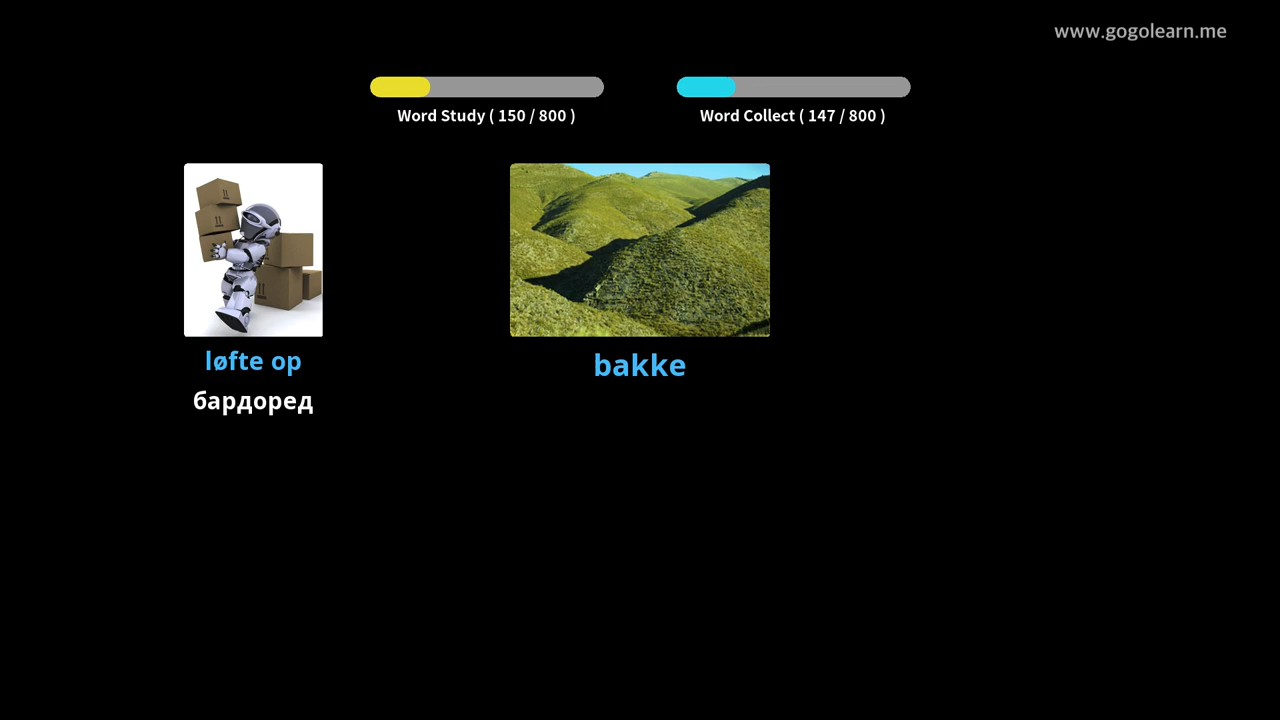 www.gogolearn.me
Word Study ( 150 / 800 )
Word Collect ( 147 / 800 )
løfte op
бардоред
bakke